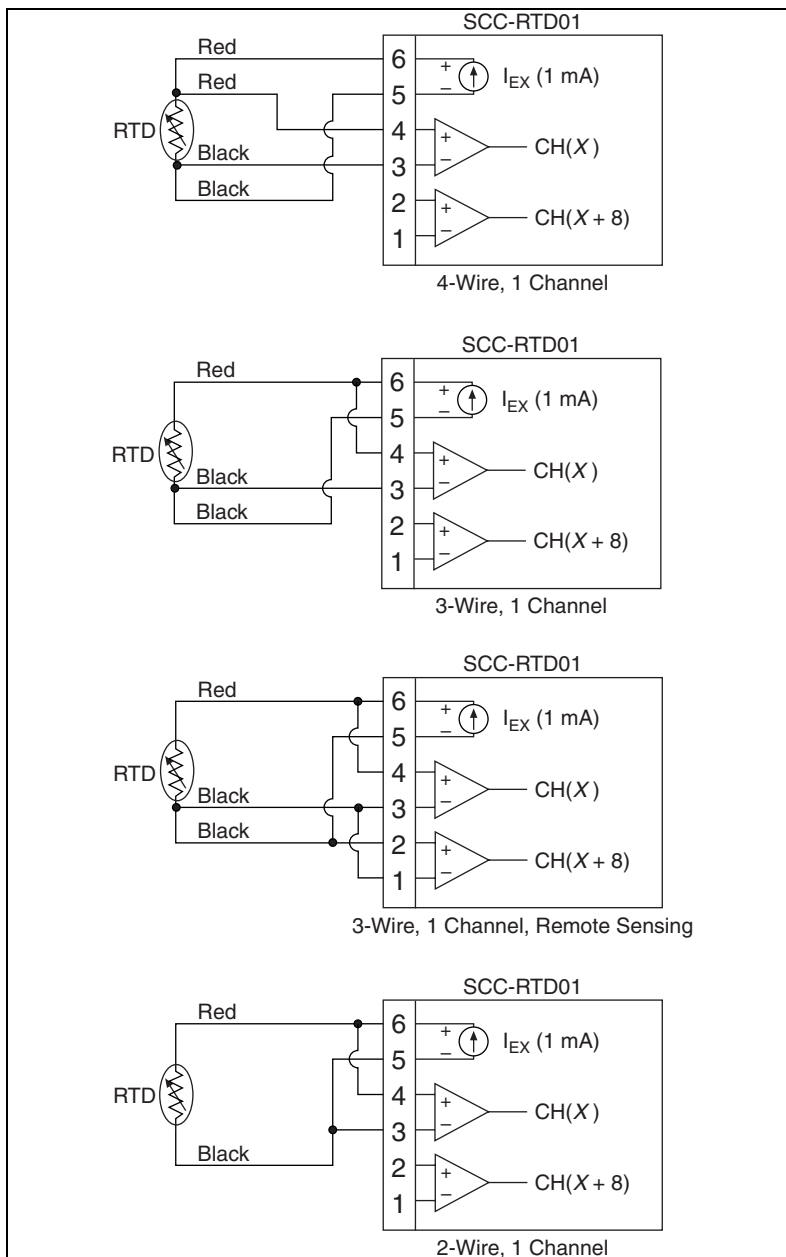 SCC-RTD01
Red
6
+
−
I_EX (1 mA)
Red
5
RTD
4
+
CH(X)
Black
3
−
Black
2
+
CH(X + 8)
1
−
4-Wire, 1 Channel
SCC-RTD01
Red
6
+
−
I_EX (1 mA)
5
RTD
4
+
CH(X)
Black
3
−
Black
2
+
CH(X + 8)
1
−
3-Wire, 1 Channel
SCC-RTD01
Red
6
+
−
I_EX (1 mA)
5
RTD
4
+
CH(X)
Black
3
−
Black
2
+
CH(X + 8)
1
−
3-Wire, 1 Channel, Remote Sensing
SCC-RTD01
Red
6
+
−
I_EX (1 mA)
5
RTD
4
+
CH(X)
3
−
Black
2
+
CH(X + 8)
1
−
2-Wire, 1 Channel